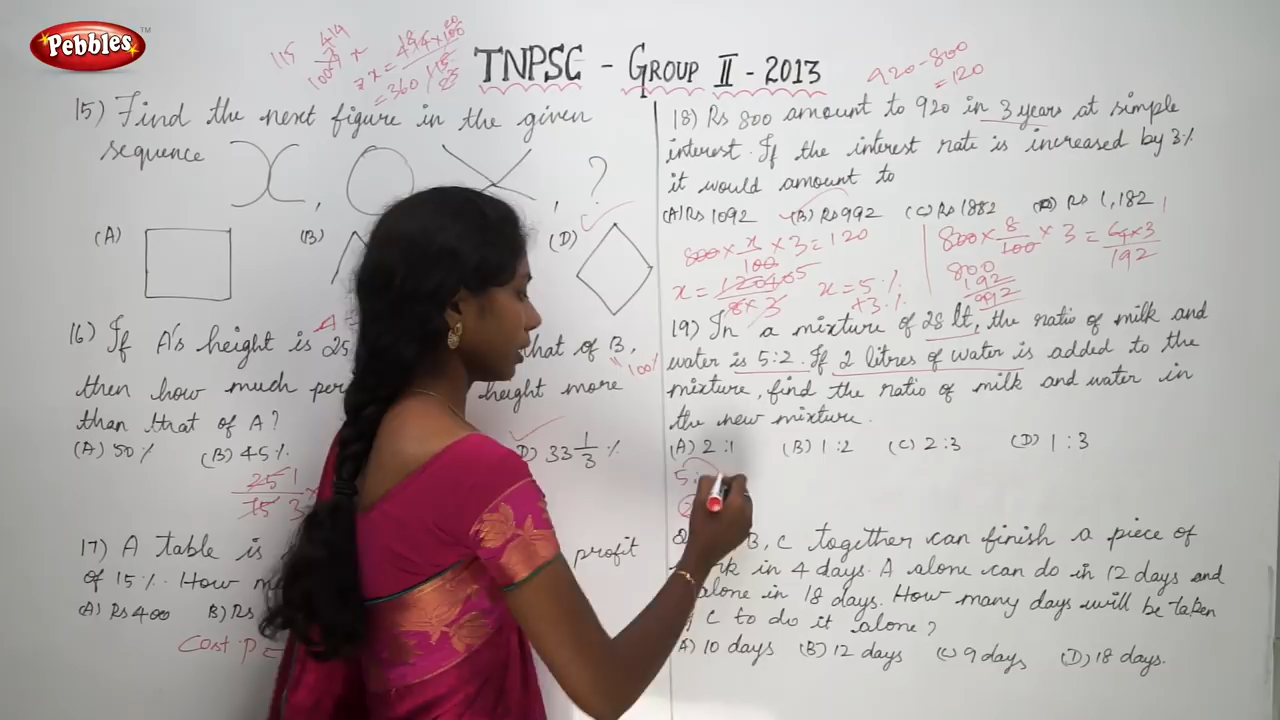 Pebbles
TM
TNPSC - GROUP II - 2013
15) Find the next figure in the given
sequence
, , , ?
(A) (B) (D)
16) If A's height is 25 that of B,
then how much per height more
than that of A?
(A) 50% (B) 45% D) 33 1/3 %
17) A table is profit
of 15%. How
(A) Rs 400 B) Rs
Cost.P =
18) Rs 800 amount to 920 in 3 years at simple
interest. If the interest rate is increased by 3%
it would amount to
(A) Rs 1092 (B) Rs 992 (C) Rs 1882 (D) Rs 1,182
920-800
=120
800 × x/100 × 3 = 120
x = 5%
+3%
800 × 8/100 × 3 = 64×3
192
800
192
992
19) In a mixture of 28 lt, the ratio of milk and
water is 5:2. If 2 litres of water is added to the
mixture, find the ratio of milk and water in
the new mixture.
(A) 2:1 (B) 1:2 (C) 2:3 (D) 1:3
5:
B, C together can finish a piece of
in 4 days. A alone can do in 12 days and
alone in 18 days. How many days will be taken
C to do it alone?
A) 10 days (B) 12 days (C) 9 days (D) 18 days.